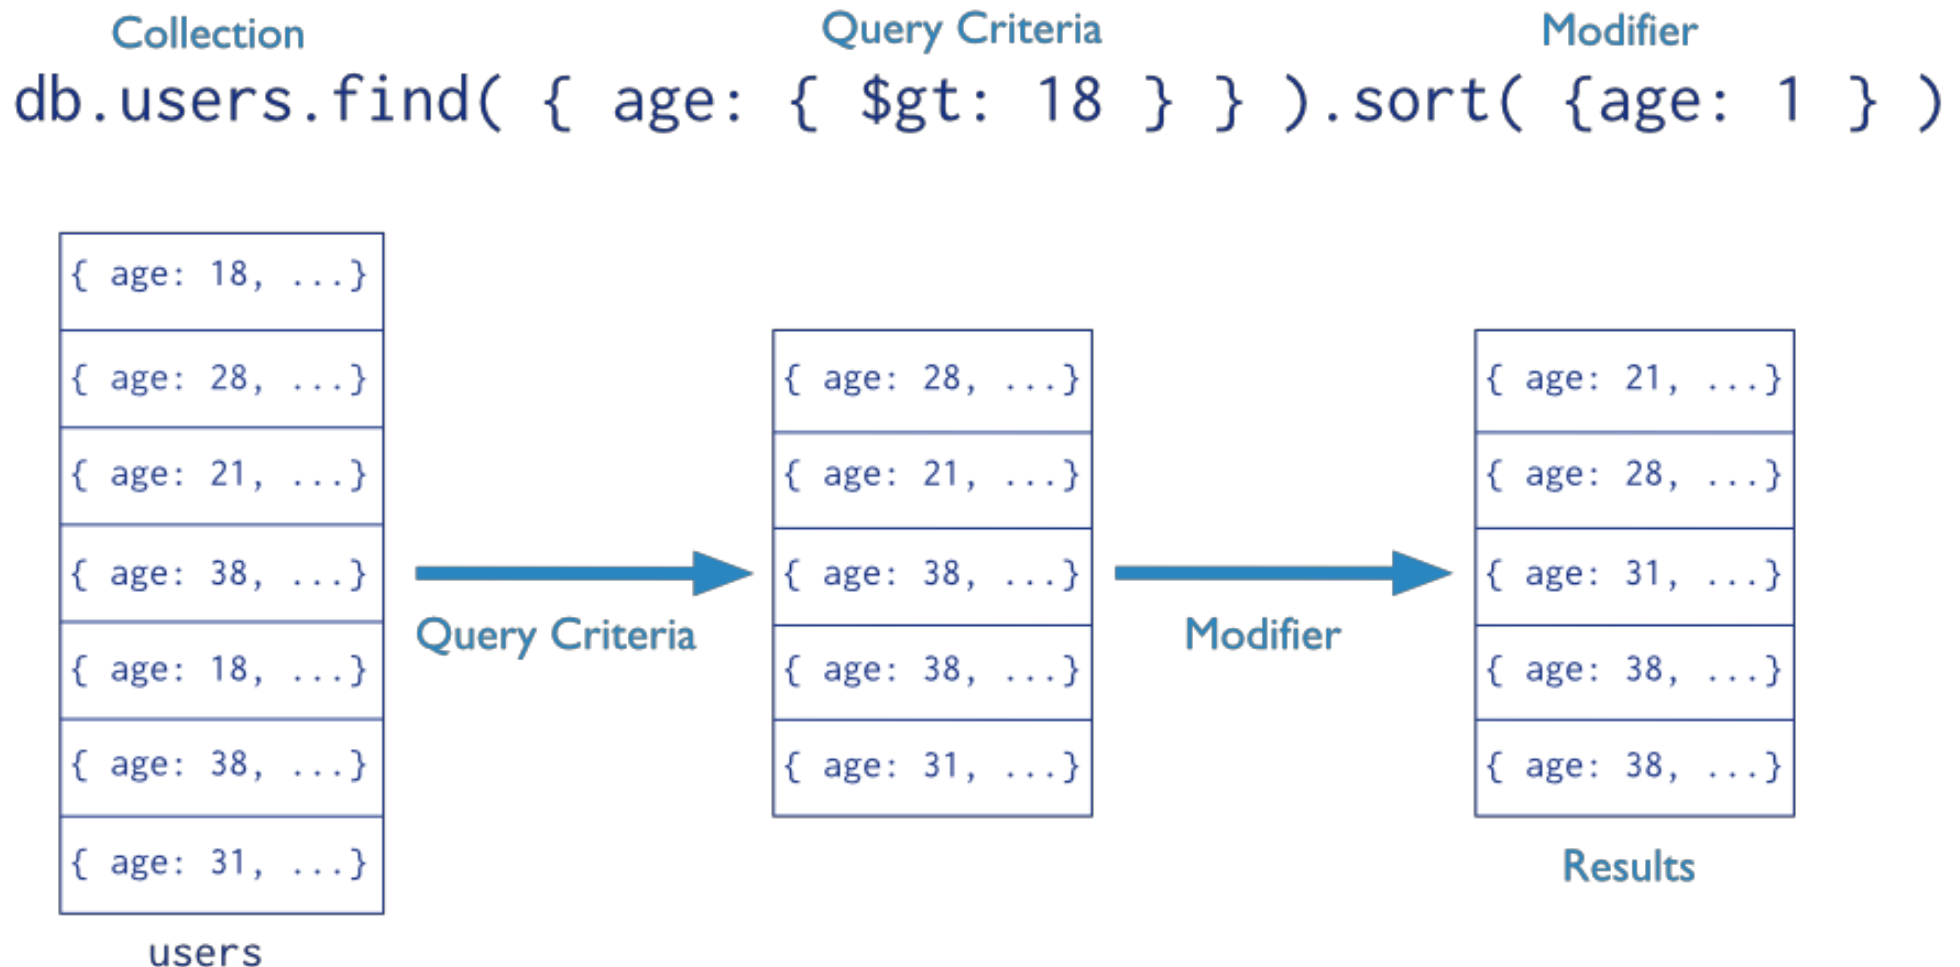 Collection Query Criteria Modifier
db.users.find( { age: { $gt: 18 } } ).sort( {age: 1 } )
{ age: 18, ...}
{ age: 28, ...}
{ age: 21, ...}
{ age: 38, ...}
{ age: 18, ...}
{ age: 38, ...}
{ age: 31, ...}
users
Query Criteria
{ age: 28, ...}
{ age: 21, ...}
{ age: 38, ...}
{ age: 38, ...}
{ age: 31, ...}
Modifier
{ age: 21, ...}
{ age: 28, ...}
{ age: 31, ...}
{ age: 38, ...}
{ age: 38, ...}
Results